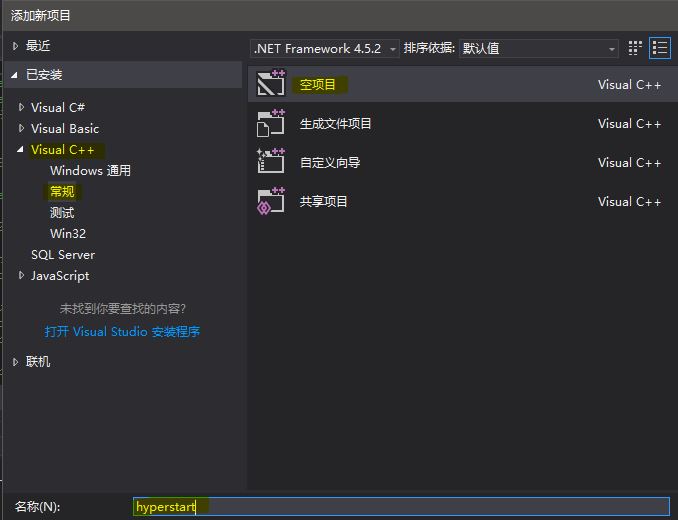 添加新项目
最近
.NET Framework 4.5.2 排序依据: 默认值
已安装
Visual C#
Visual Basic
Visual C++
Windows 通用
常规
测试
Win32
SQL Server
JavaScript
未找到你要查找的内容?
打开 Visual Studio 安装程序
联机
空项目 Visual C++
生成文件项目 Visual C++
自定义向导 Visual C++
共享项目 Visual C++
名称(N): hyperstart